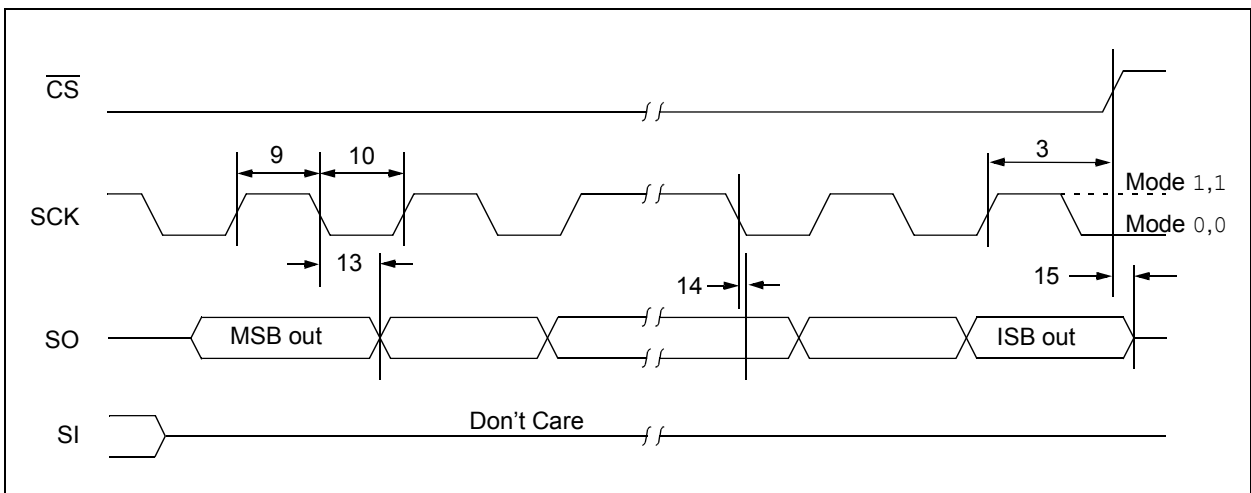 CS
9 10 3
Mode 1,1
SCK
Mode 0,0
13
14 15
SO MSB out ISB out
Don't Care
SI